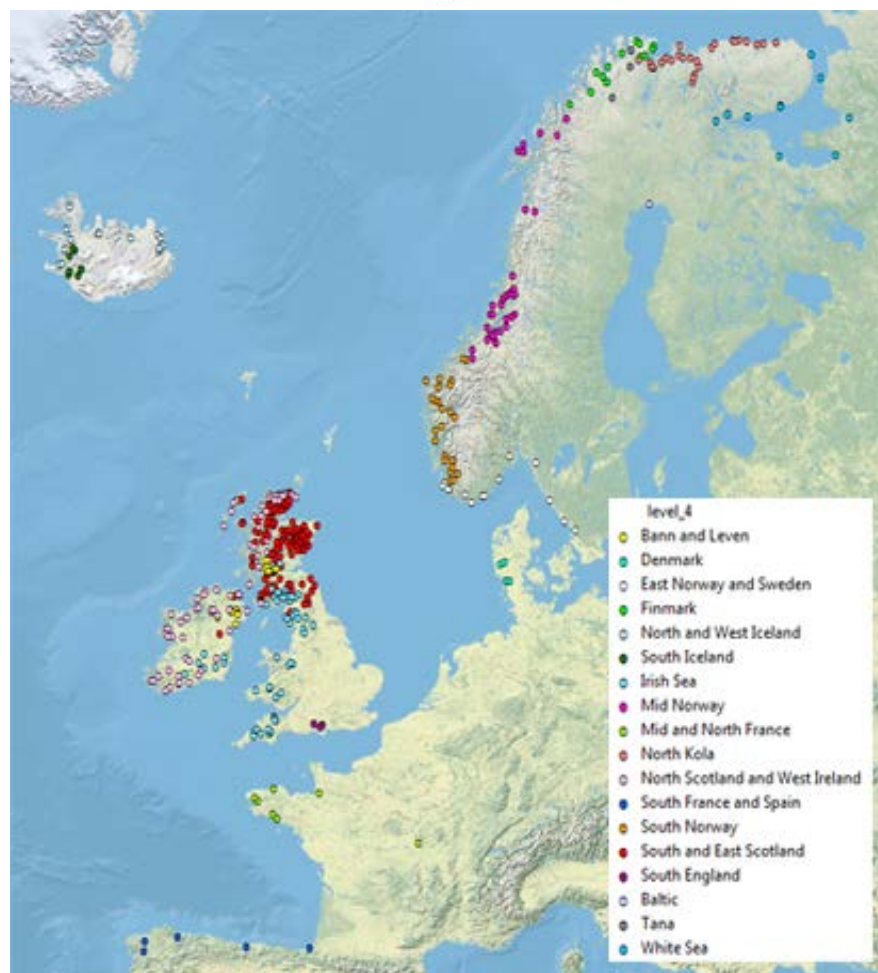 level_4
Bann and Leven
Denmark
East Norway and Sweden
Finmark
North and West Iceland
South Iceland
Irish Sea
Mid Norway
Mid and North France
North Kola
North Scotland and West Ireland
South France and Spain
South Norway
South and East Scotland
South England
Baltic
Tana
White Sea